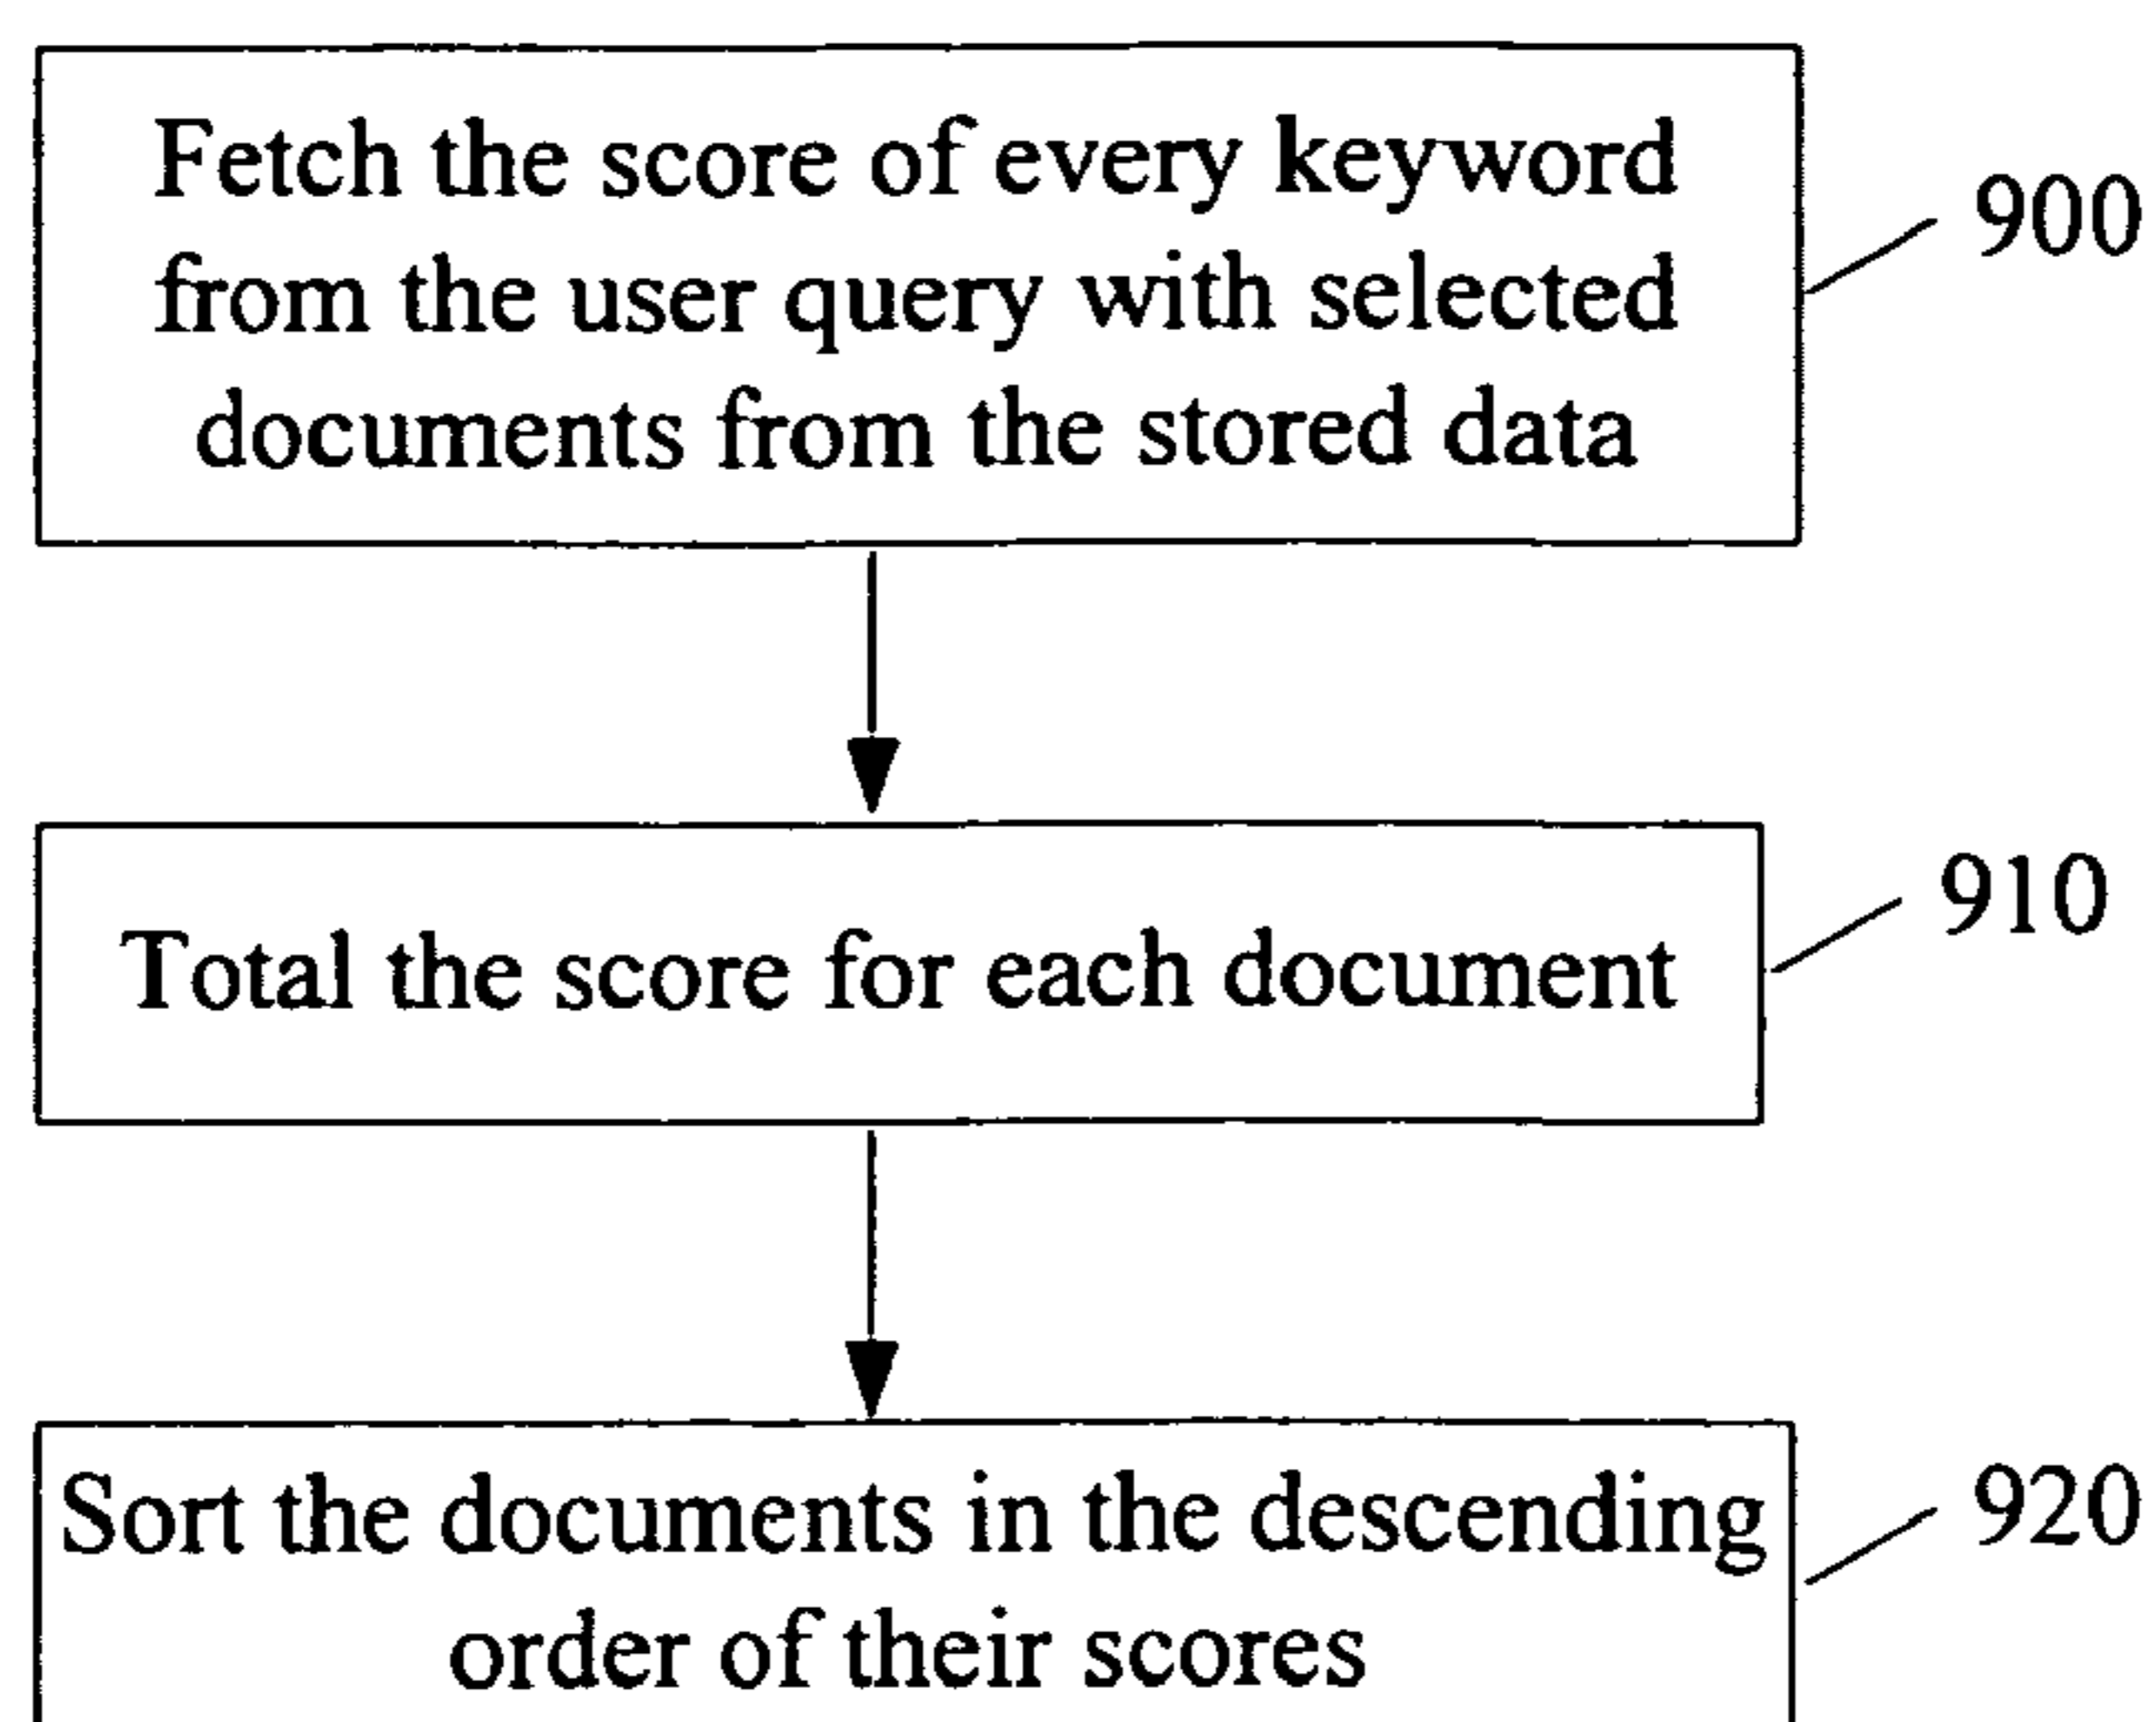 Fetch the score of every keyword
from the user query with selected
documents from the stored data
900
Total the score for each document
910
Sort the documents in the descending
order of their scores
920